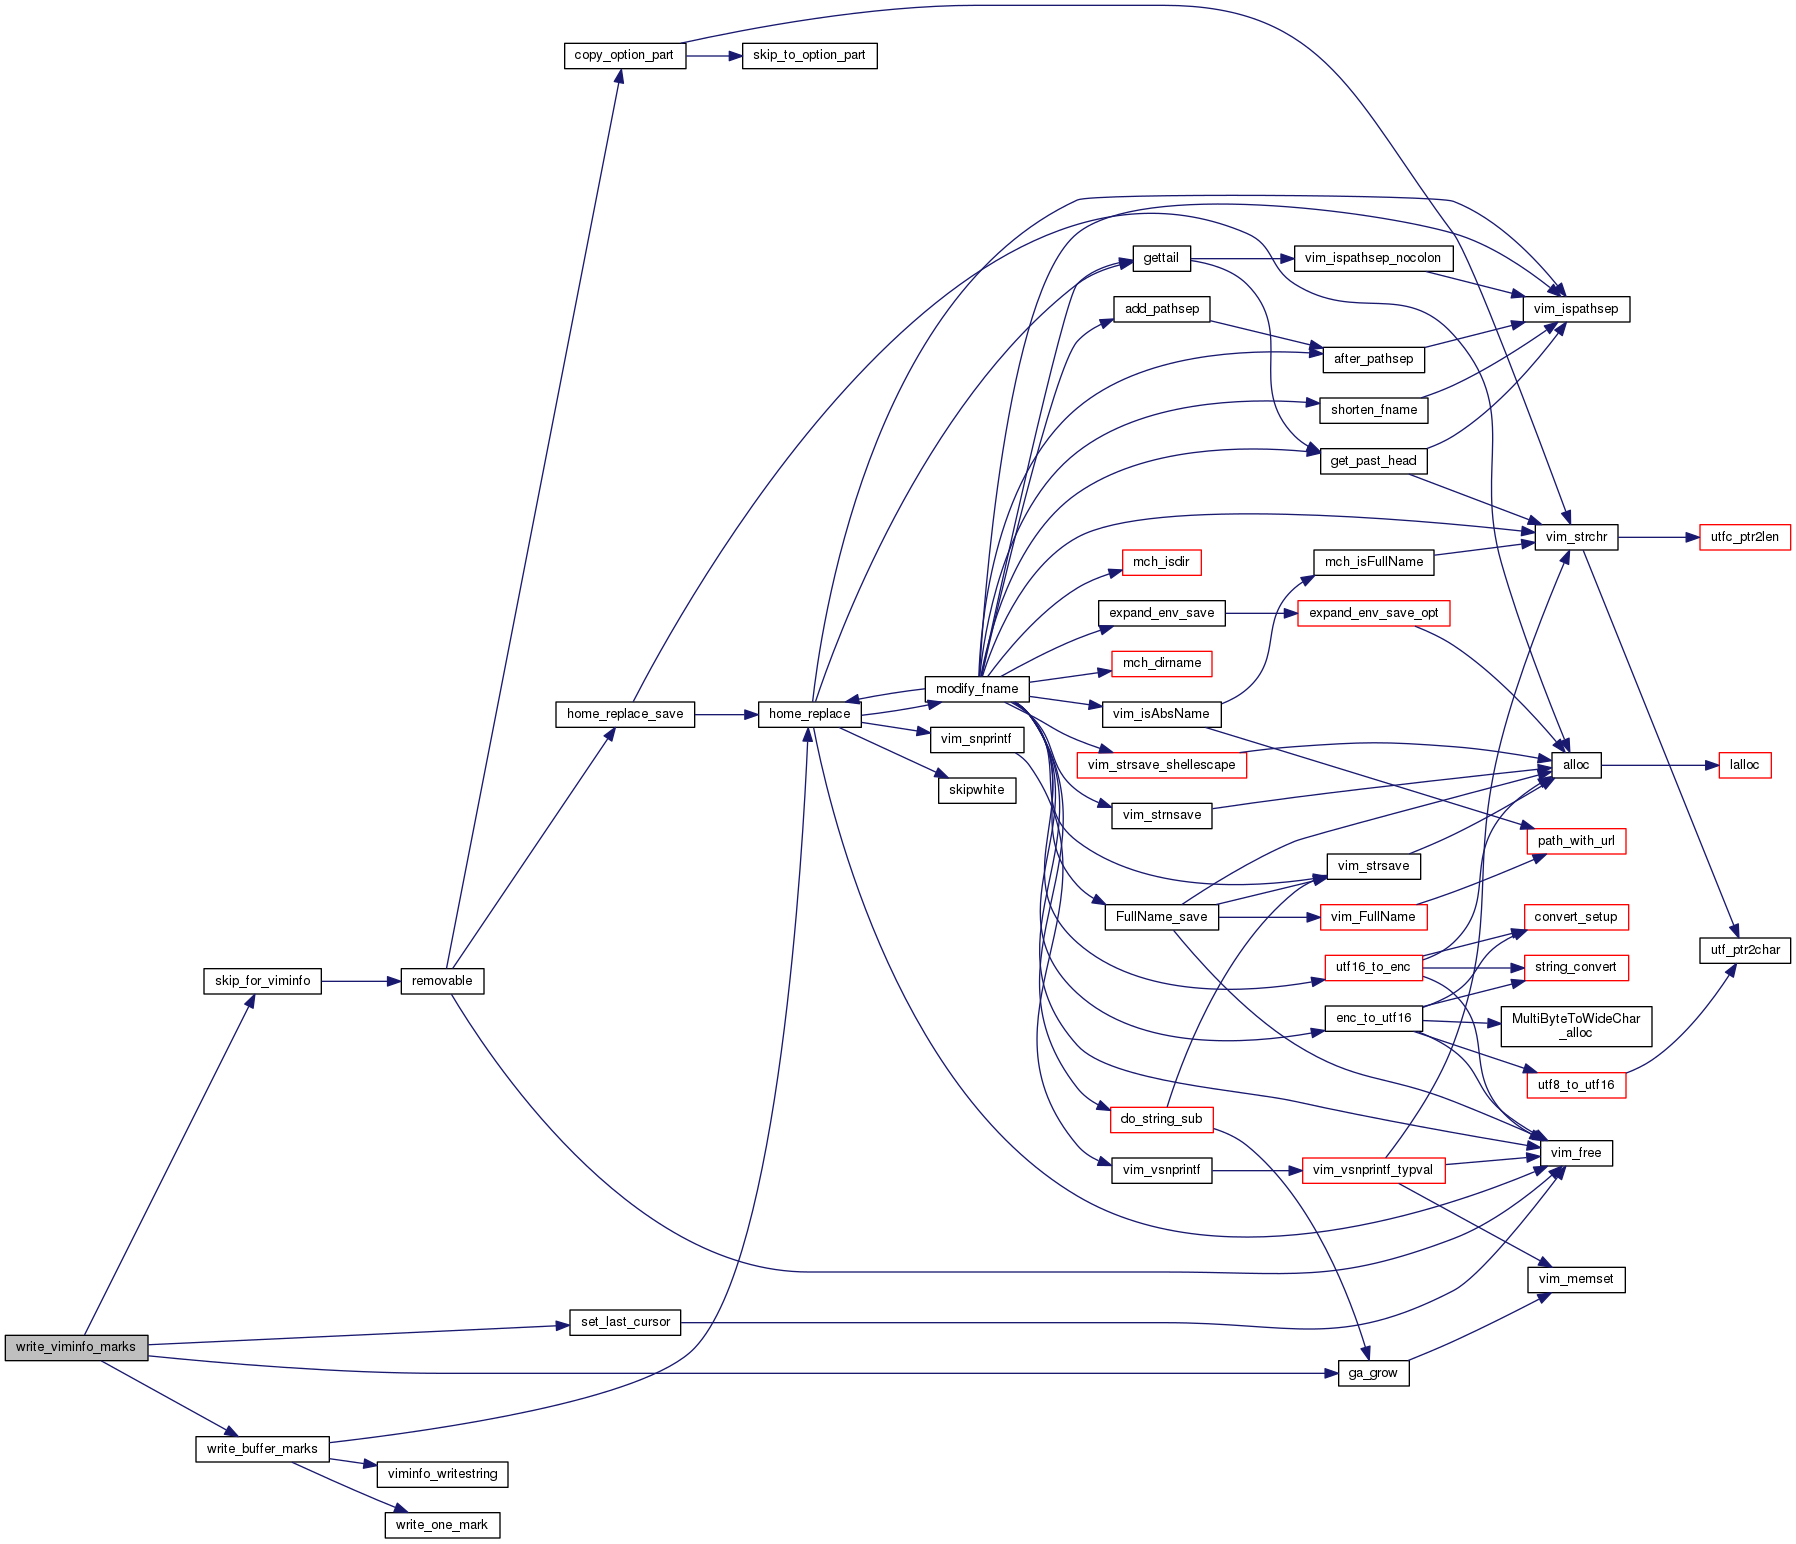 copy_option_part
skip_to_option_part
gettail
vim_ispathsep_nocolon
add_pathsep
vim_ispathsep
after_pathsep
shorten_fname
get_past_head
vim_strchr
utfc_ptr2len
mch_isdir
mch_isFullName
expand_env_save
expand_env_save_opt
mch_dirname
modify_fname
home_replace_save
home_replace
vim_isAbsName
vim_snprintf
vim_strsave_shellescape
alloc
lalloc
skipwhite
vim_strnsave
path_with_url
vim_strsave
FullName_save
vim_FullName
convert_setup
utf_ptr2char
skip_for_viminfo
removable
utf16_to_enc
string_convert
enc_to_utf16
MultiByteToWideChar
_alloc
utf8_to_utf16
do_string_sub
vim_free
vim_vsnprintf
vim_vsnprintf_typval
vim_memset
set_last_cursor
write_viminfo_marks
ga_grow
write_buffer_marks
viminfo_writestring
write_one_mark